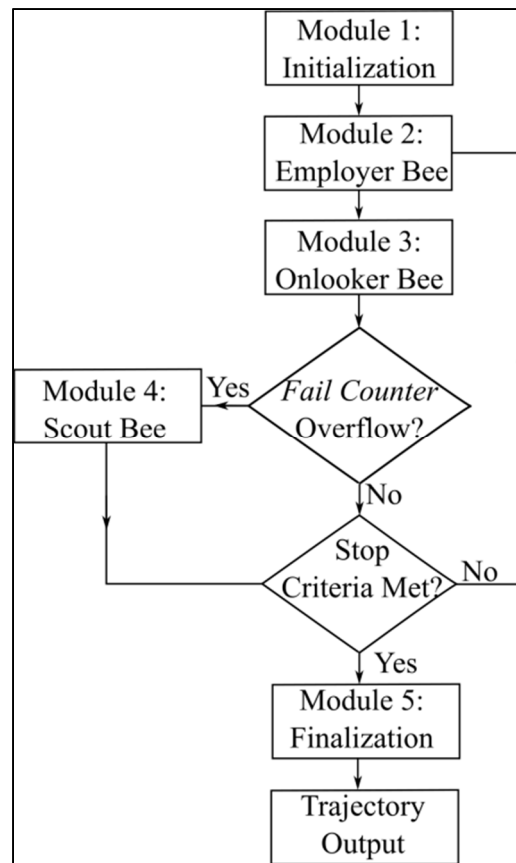 Module 1:
Initialization
Module 2:
Employer Bee
Module 3:
Onlooker Bee
Fail Counter
Overflow?
Yes
Module 4:
Scout Bee
No
Stop
Criteria Met?
No
Yes
Module 5:
Finalization
Trajectory
Output